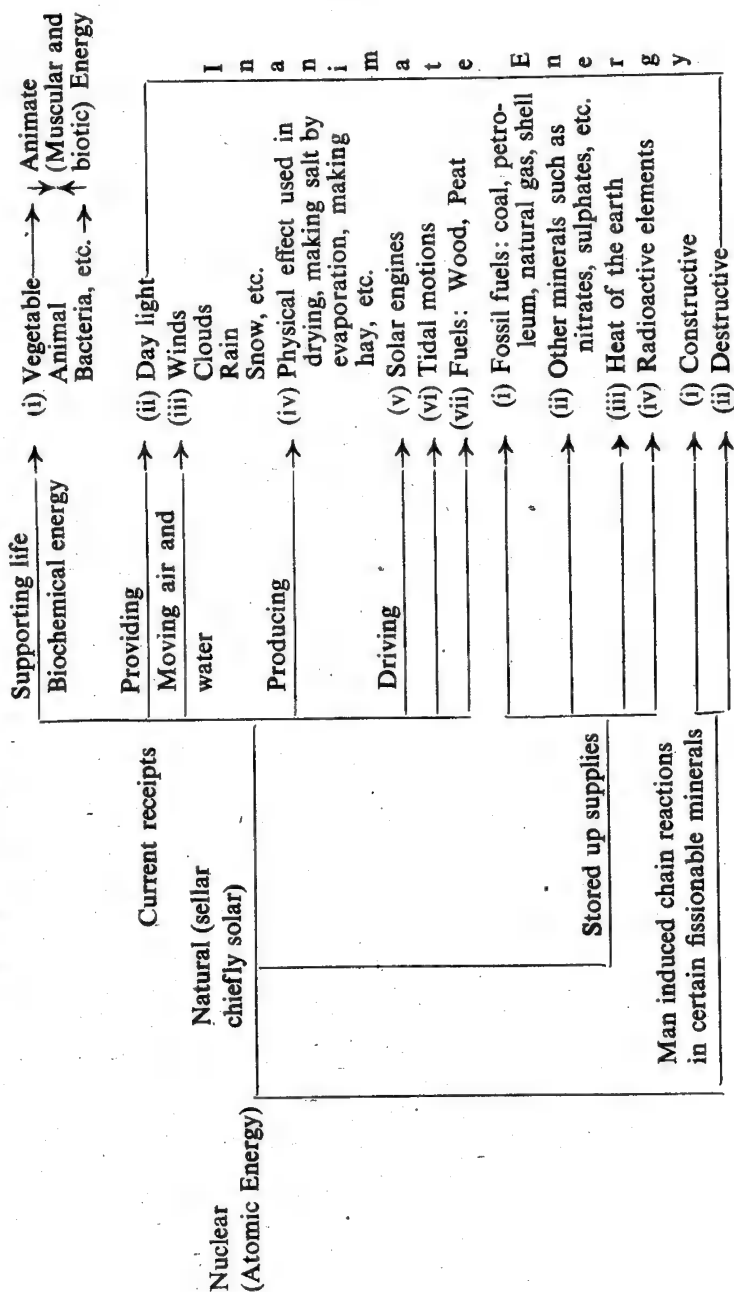 Nuclear
(Atomic Energy)
Natural (sellar
chiefly solar)
Current receipts
Supporting life
Biochemical energy
(i) Vegetable
Animal
Bacteria, etc.
Animate
(Muscular and
biotic) Energy
Providing
(ii) Day light
Moving air and
water
(iii) Winds
Clouds
Rain
Snow, etc.
Producing
(iv) Physical effect used in
drying, making salt by
evaporation, making
hay, etc.
Driving
(v) Solar engines
(vi) Tidal motions
(vii) Fuels: Wood, Peat
Stored up supplies
(i) Fossil fuels: coal, petro-
leum, natural gas, shell
(ii) Other minerals such as
nitrates, sulphates, etc.
(iii) Heat of the earth
(iv) Radioactive elements
Man induced chain reactions
in certain fissionable minerals
(i) Constructive
(ii) Destructive
Inanimate Energy